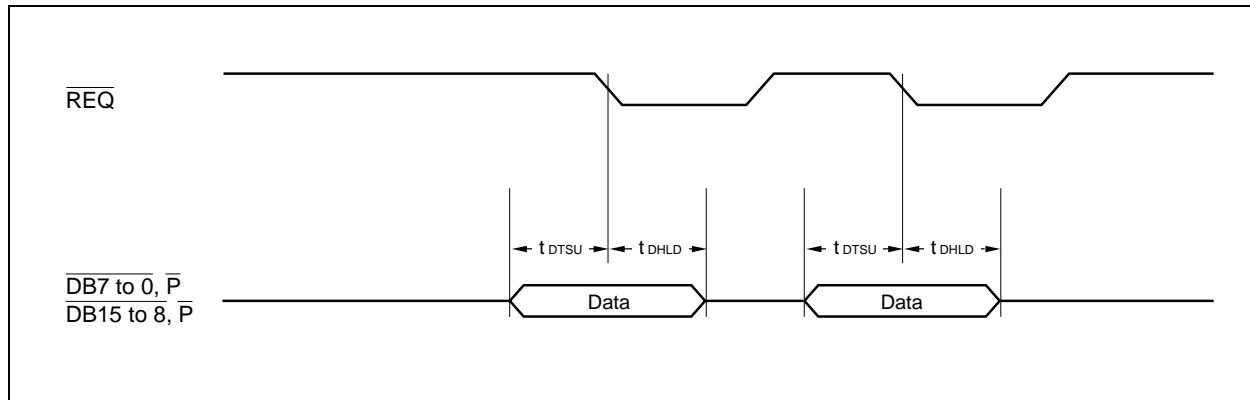 REQ
t DTSU
t DHLD
t DTSU
t DHLD
DB7 to 0, P
DB15 to 8, P
Data
Data